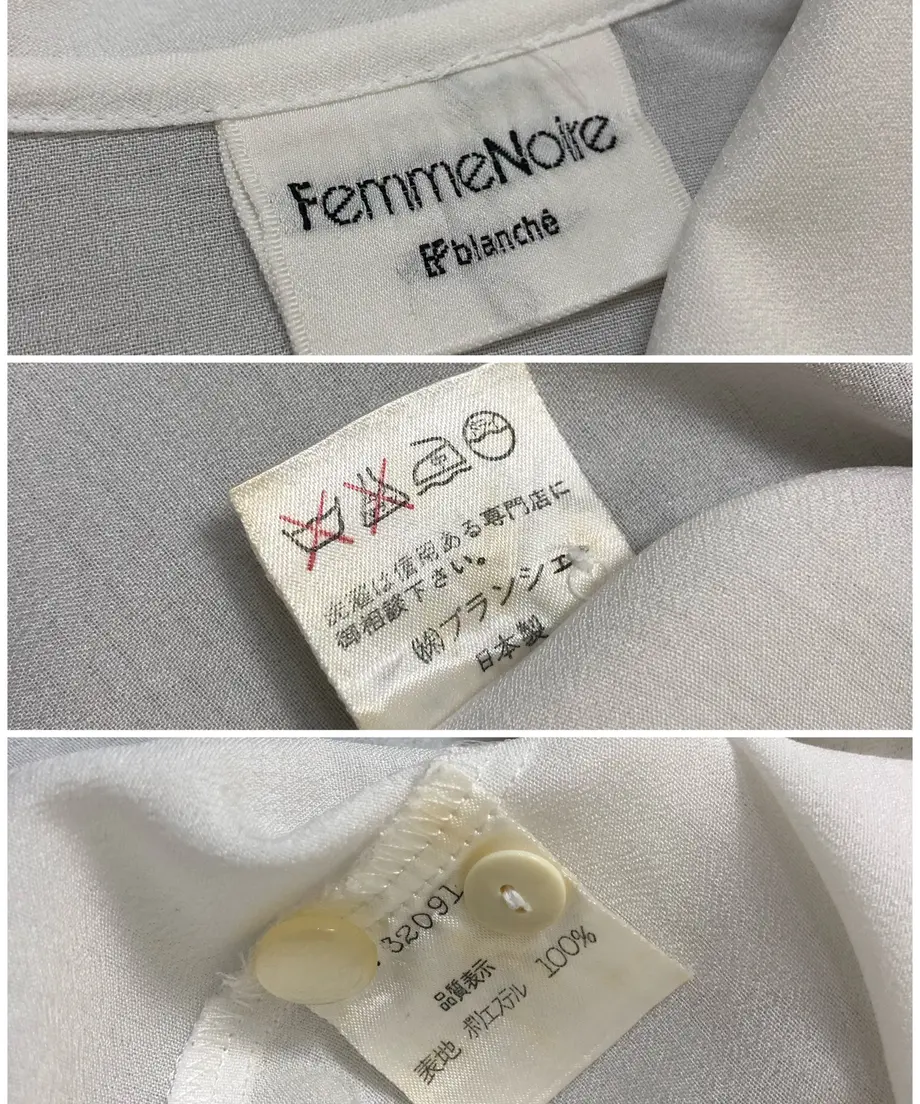 FemmeNoire
blanché
洗濯は信用ある専門店に
御相談下さい。
㈱ブランシェ
日本製
32091
品質表示
表地 ポリエステル 100%